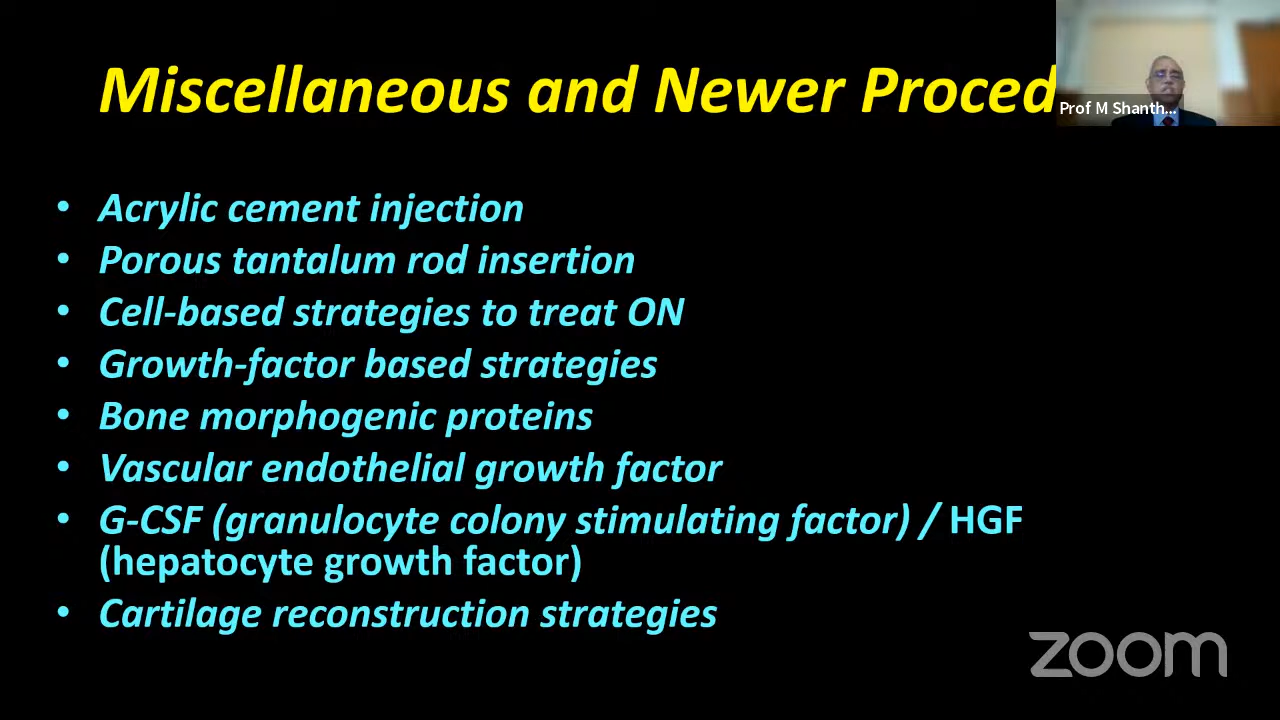 Miscellaneous and Newer Proced
Prof M Shanth...
• Acrylic cement injection
• Porous tantalum rod insertion
• Cell-based strategies to treat ON
• Growth-factor based strategies
• Bone morphogenic proteins
• Vascular endothelial growth factor
• G-CSF (granulocyte colony stimulating factor) / HGF
(hepatocyte growth factor)
• Cartilage reconstruction strategies
zoom